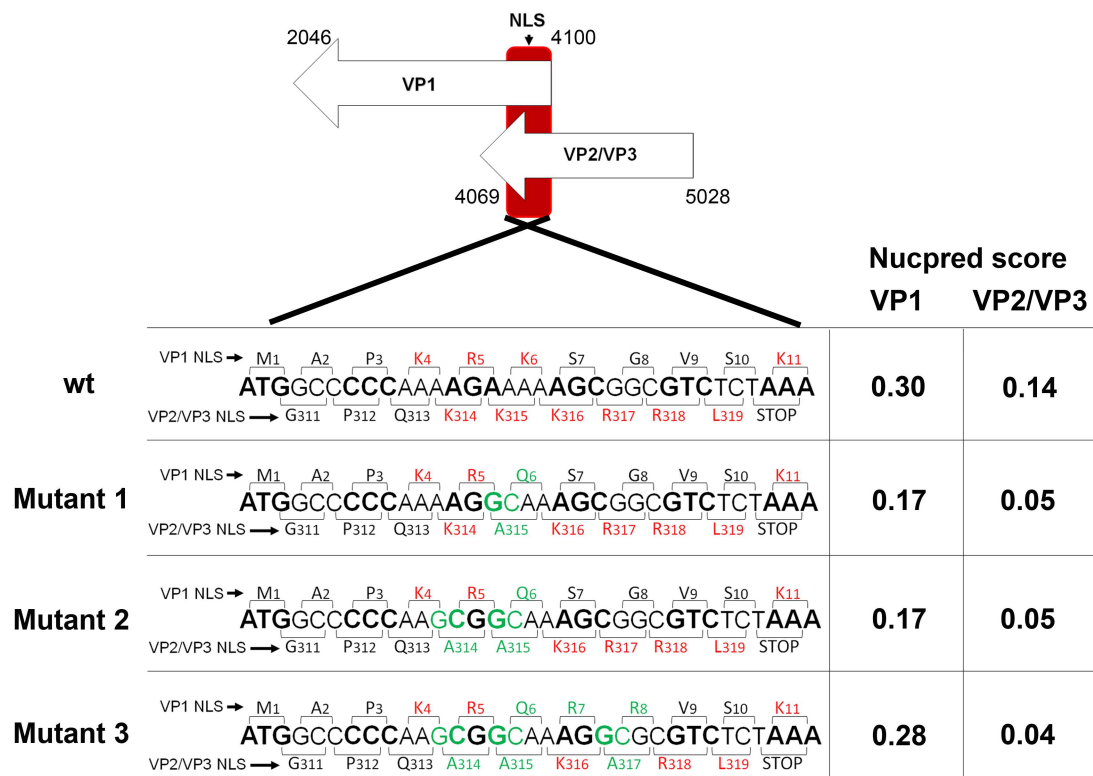 NLS
2046 4100
VP1
VP2/VP3
4069 5028
Nucpred score
VP1 VP2/VP3
VP1 NLS M1 A2 P3 K4 R5 K6 S7 G8 V9 S10 K11
wt ATGGCCCCCAAAAGAAAAAGCGGCGTCTCTAAA 0.30 0.14
VP2/VP3 NLS G311 P312 Q313 K314 K315 K316 R317 R318 L319 STOP
VP1 NLS M1 A2 P3 K4 R5 Q6 S7 G8 V9 S10 K11
Mutant 1 ATGGCCCCCAAAAGGCAAAGCGGCGTCTCTAAA 0.17 0.05
VP2/VP3 NLS G311 P312 Q313 K314 A315 K316 R317 R318 L319 STOP
VP1 NLS M1 A2 P3 K4 R5 Q6 S7 G8 V9 S10 K11
Mutant 2 ATGGCCCCCAAGCGGCAAAGCGGCGTCTCTAAA 0.17 0.05
VP2/VP3 NLS G311 P312 Q313 A314 A315 K316 R317 R318 L319 STOP
VP1 NLS M1 A2 P3 K4 R5 Q6 R7 R8 V9 S10 K11
Mutant 3 ATGGCCCCCAAGCGGCAAAGGCGCGTCTCTAAA 0.28 0.04
VP2/VP3 NLS G311 P312 Q313 A314 A315 K316 A317 R318 L319 STOP